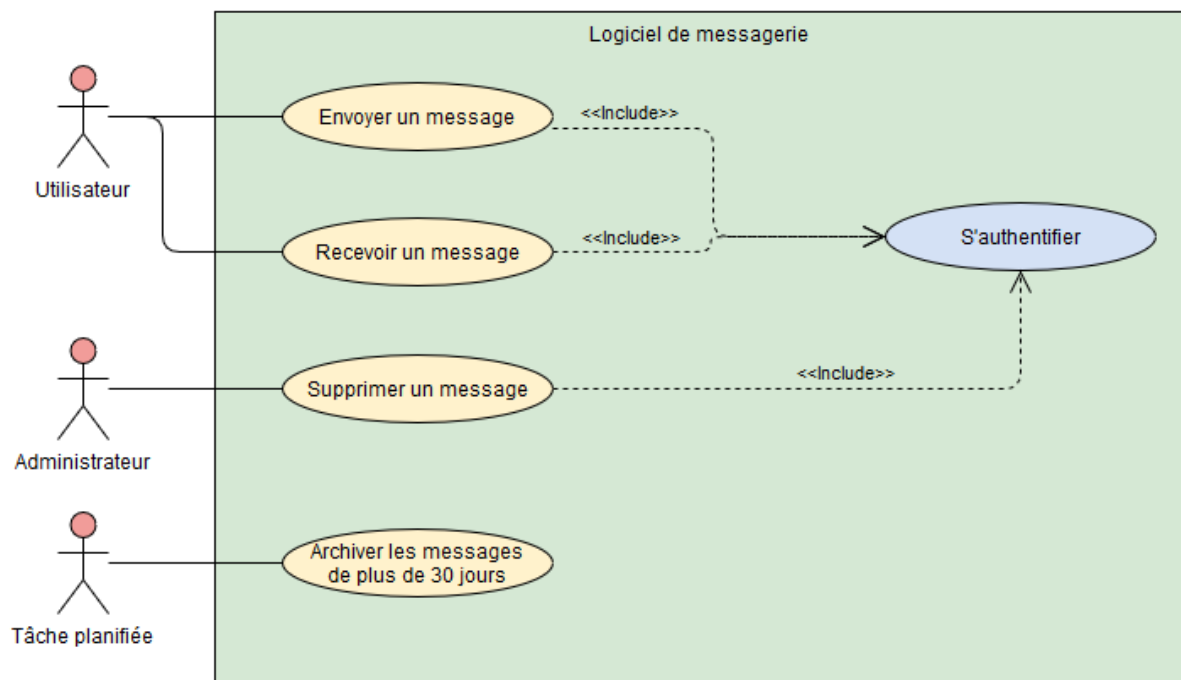 Logiciel de messagerie
Envoyer un message
<<Include>>
Utilisateur
Recevoir un message
<<Include>>
S'authentifier
Supprimer un message
<<Include>>
Administrateur
Archiver les messages
de plus de 30 jours
Tâche planifiée